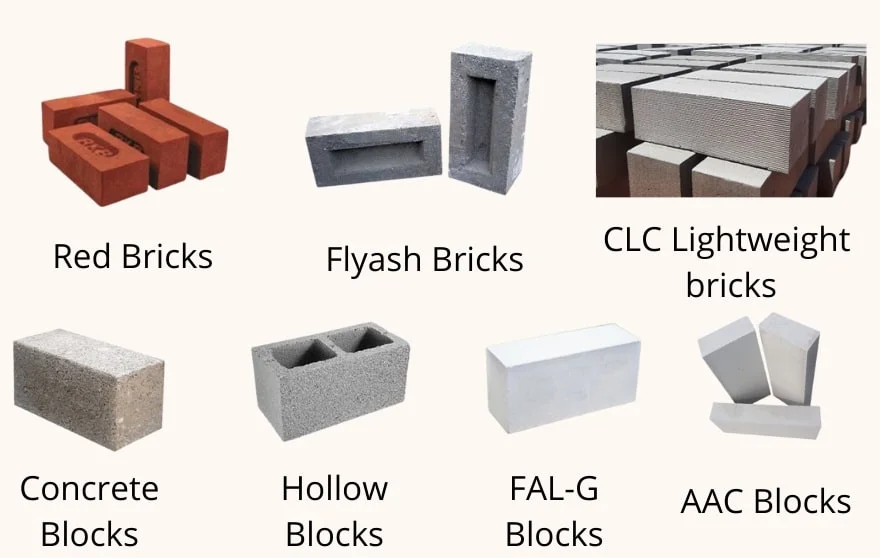 Red Bricks
Flyash Bricks
CLC Lightweight
bricks
Concrete
Blocks
Hollow
Blocks
FAL-G
Blocks
AAC Blocks